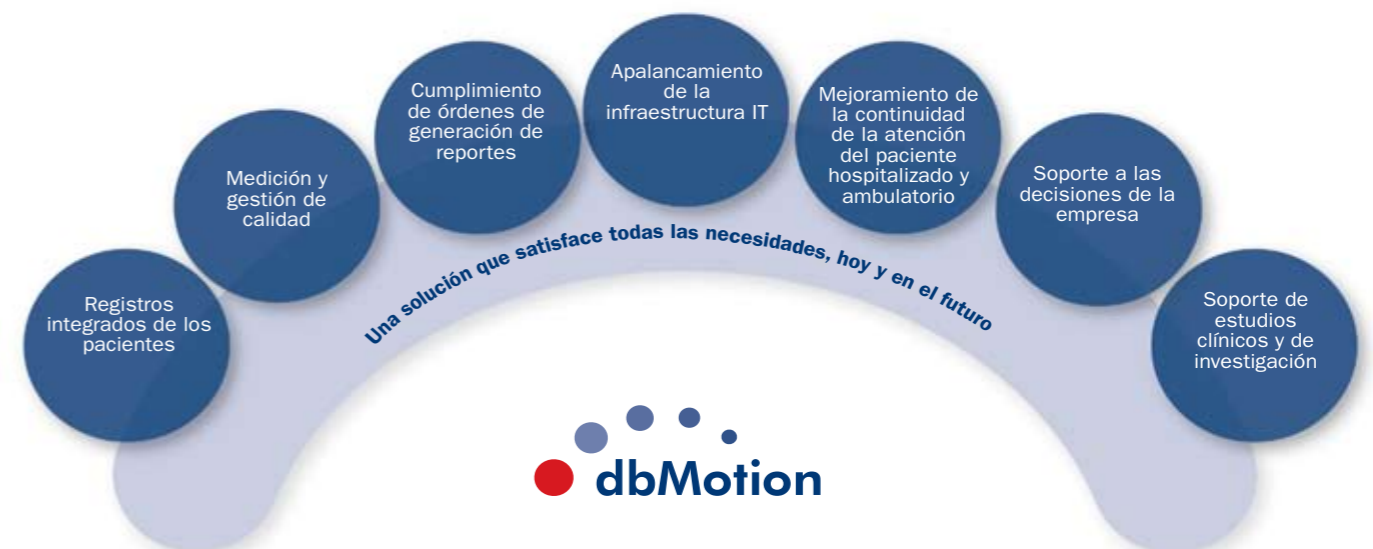 Registros
integrados de los
pacientes
Medición y
gestión de
calidad
Cumplimiento
de órdenes de
generación de
reportes
Apalancamiento
de la
infraestructura IT
Mejoramiento de
la continuidad
de la atención
del paciente
hospitalizado y
ambulatorio
Soporte a las
decisiones de la
empresa
Soporte de
estudios
clínicos y de
investigación
Una solución que satisface todas las necesidades, hoy y en el futuro
dbMotion